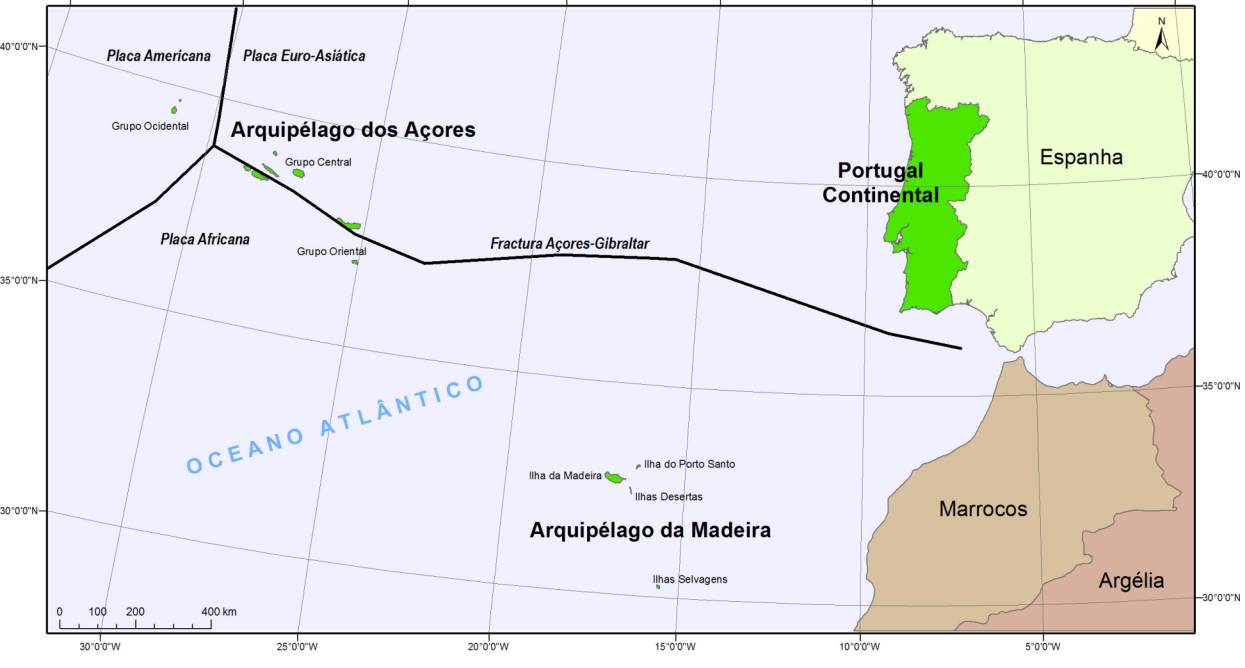 N
40°0'0"N
Placa Americana
Placa Euro-Asiática
Grupo Ocidental
Arquipélago dos Açores
Grupo Central
Espanha
Portugal
Continental
40°0'0"N
Placa Africana
Grupo Oriental
Fractura Açores-Gibraltar
35°0'0"N
OCEANO ATLÂNTICO
35°0'0"N
Ilha do Porto Santo
Ilha da Madeira
Ilhas Desertas
30°0'0"N
Arquipélago da Madeira
Marrocos
Ilhas Selvagens
Argélia
30°0'0"N
0 100 200 400 km
30°0'0"W 25°0'0"W 20°0'0"W 15°0'0"W 10°0'0"W 5°0'0"W